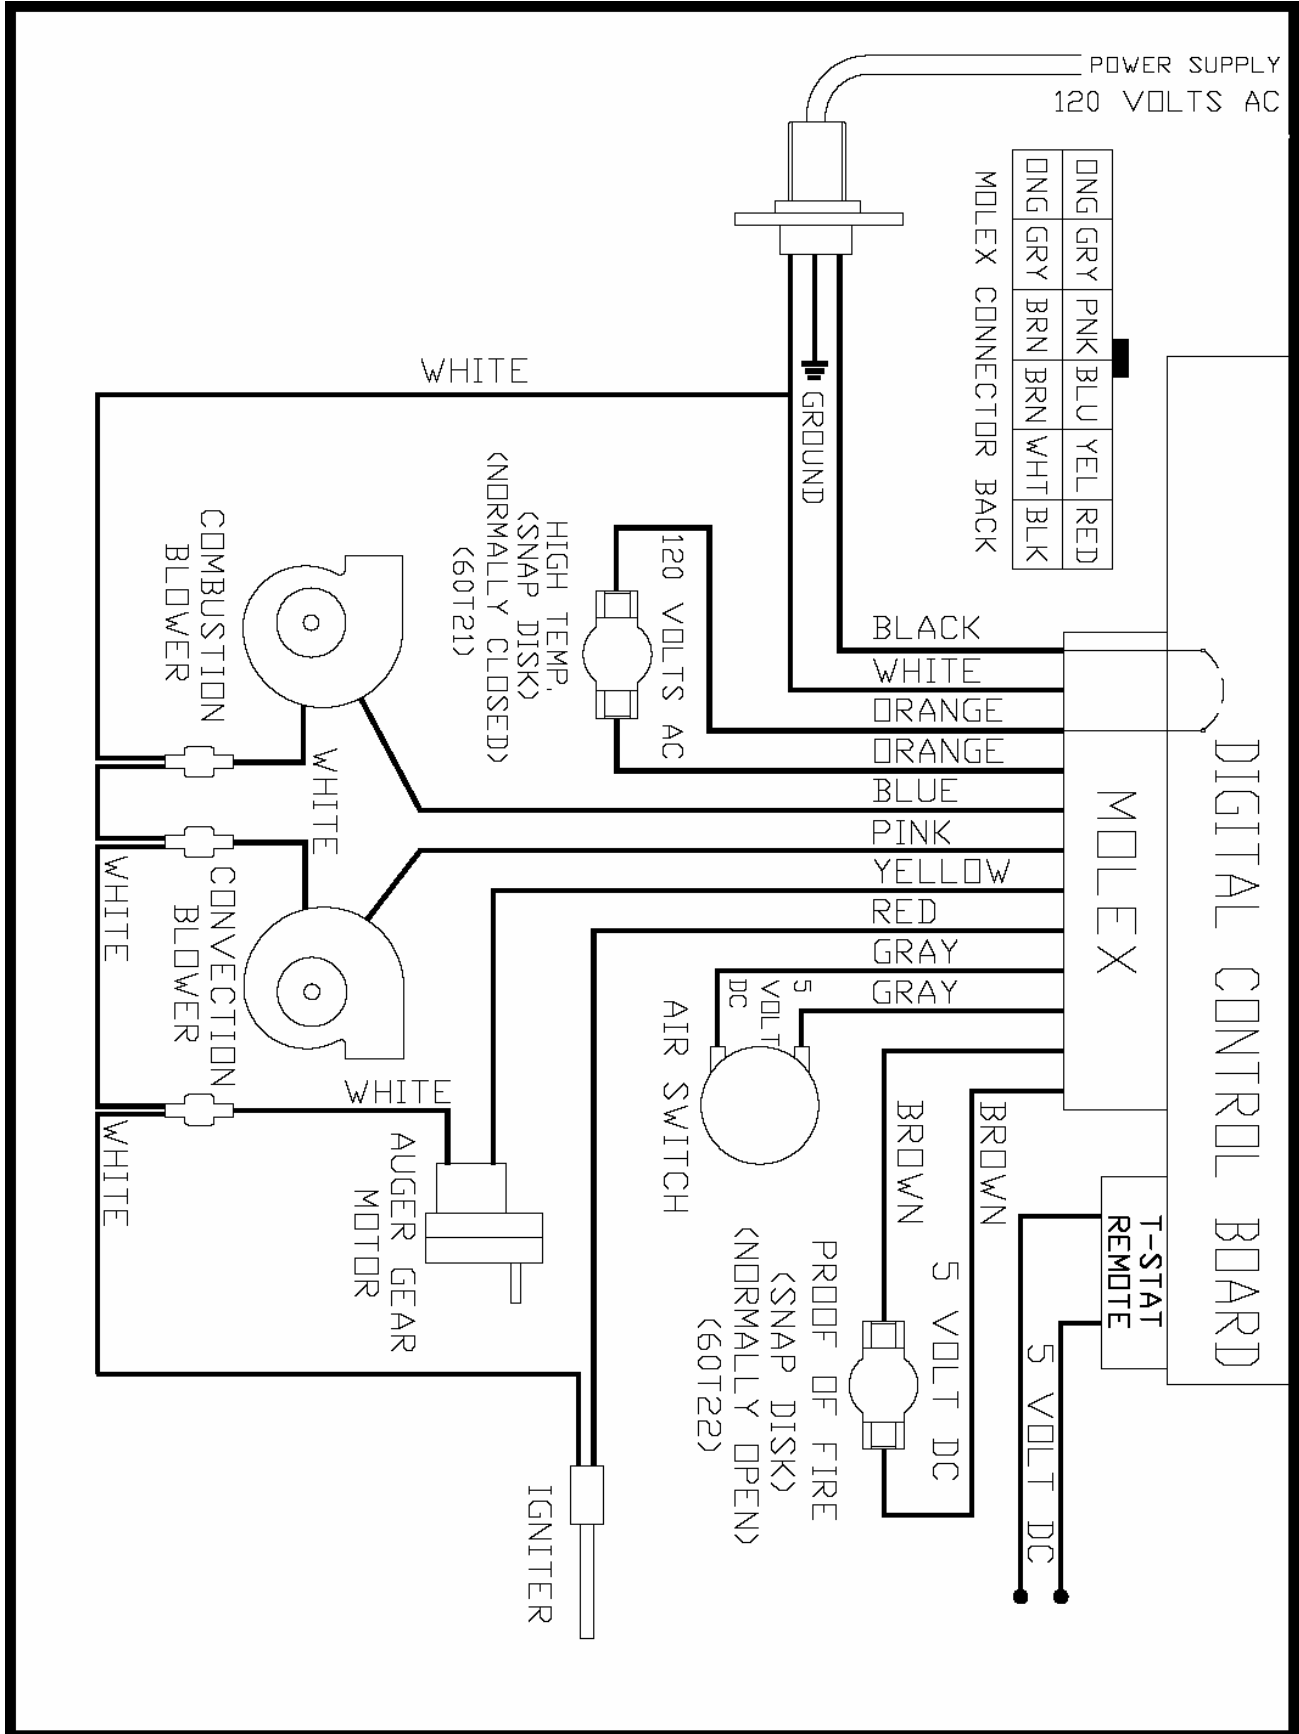 POWER SUPPLY
120 VOLTS AC
ONG GRY PNK BLU YEL RED
ONG GRY BRN BRN WHT BLK
MOLEX CONNECTOR BACK
GROUND
WHITE
COMBUSTION
BLOWER
HIGH TEMP.
(SNAP DISK)
(NORMALLY CLOSED)
(60T21)
120 VOLTS AC
BLACK
WHITE
ORANGE
ORANGE
BLUE
PINK
YELLOW
RED
GRAY
GRAY
MOLEX
DIGITAL CONTROL BOARD
WHITE
WHITE
CONVECTION
BLOWER
5
VOLT
DC
AIR SWITCH
WHITE
WHITE
AUGER GEAR
MOTOR
BROWN
BROWN
T-STAT
REMOTE
5 VOLT DC
PROOF OF FIRE
(SNAP DISK)
(NORMALLY OPEN)
(60T22)
5 VOLT DC
IGNITER